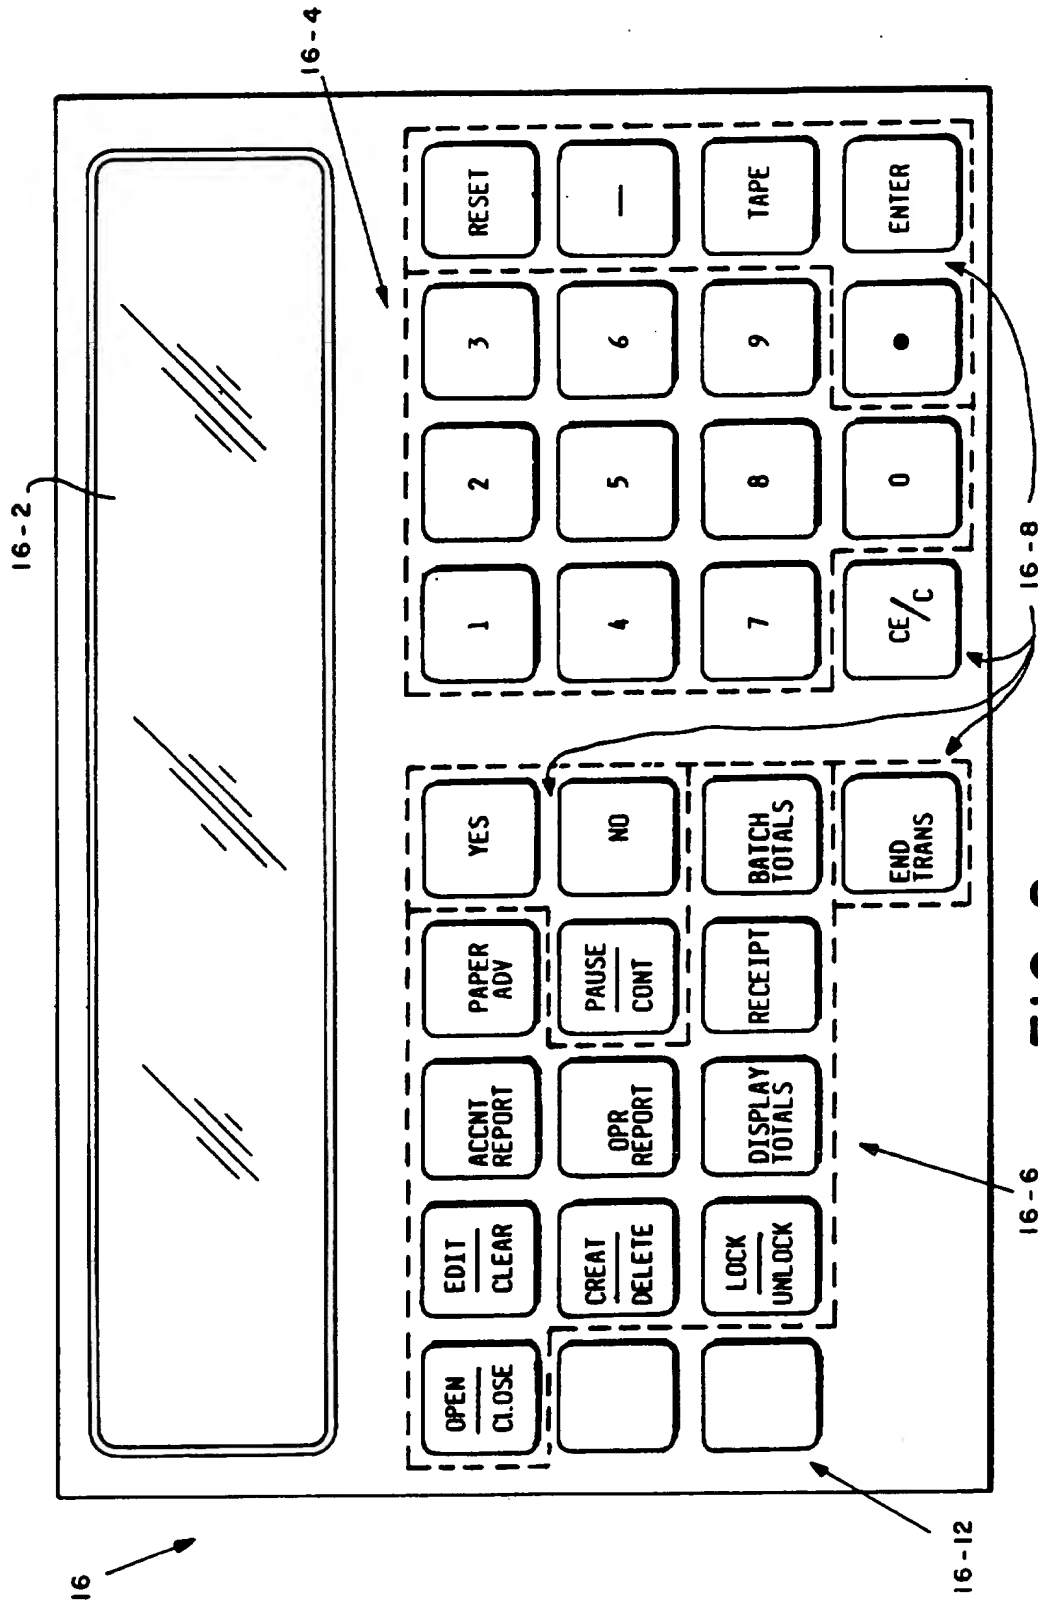 16-2
16-4
16
OPEN
CLOSE
EDIT
CLEAR
ACCNT
REPORT
PAPER
ADV
YES
1
2
3
RESET
CREAT
DELETE
OPR
REPORT
PAUSE
CONT
NO
4
5
6
—
LOCK
UNLOCK
DISPLAY
TOTALS
RECEIPT
BATCH
TOTALS
7
8
9
TAPE
END
TRANS
CE/C
0
•
ENTER
16-12
16-6
16-8